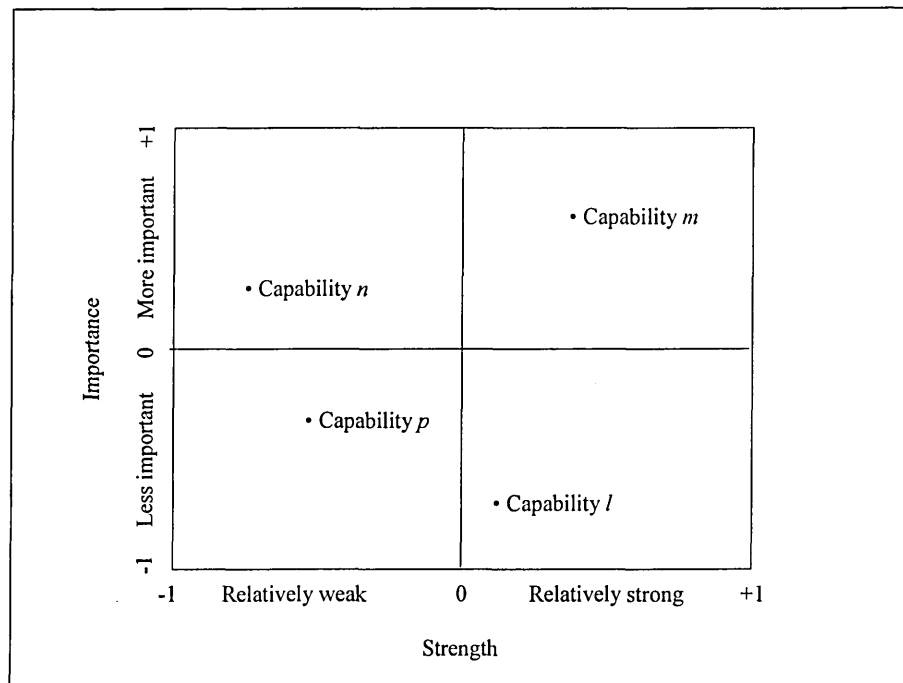 +1
More important
• Capability m
• Capability n
Importance
0
• Capability p
Less important
• Capability l
-1
-1 Relatively weak 0 Relatively strong +1
Strength